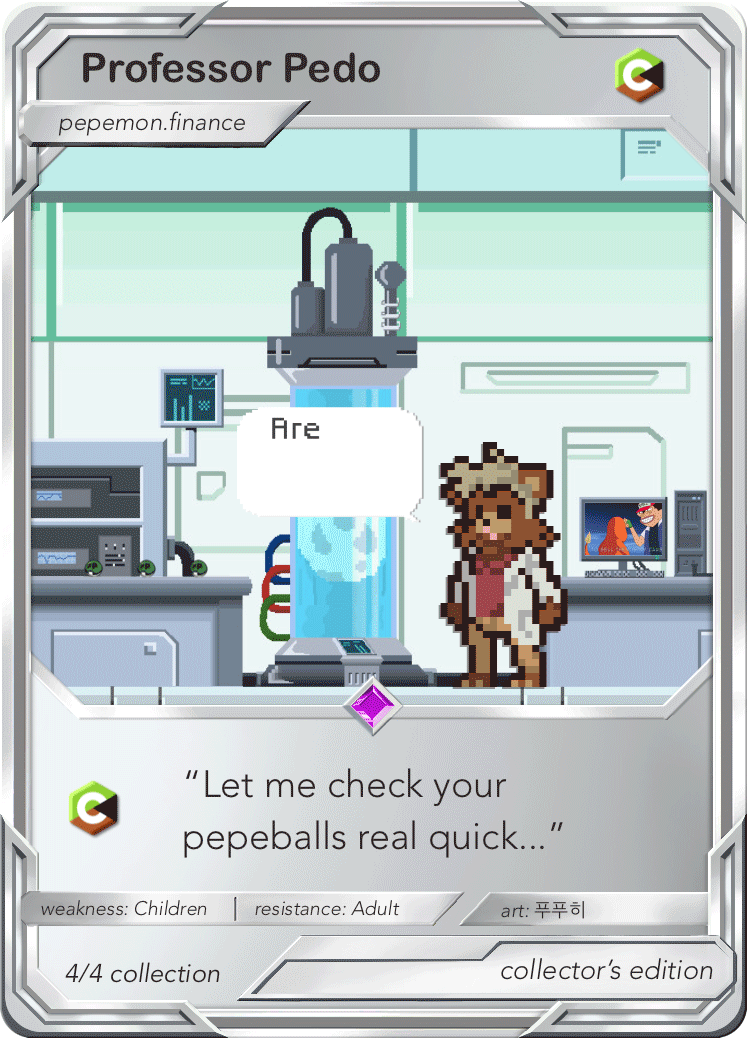 Professor Pedo
pepemon.finance
Are
“Let me check your
pepeballs real quick...”
weakness: Children | resistance: Adult
art: 푸푸히
4/4 collection
collector’s edition